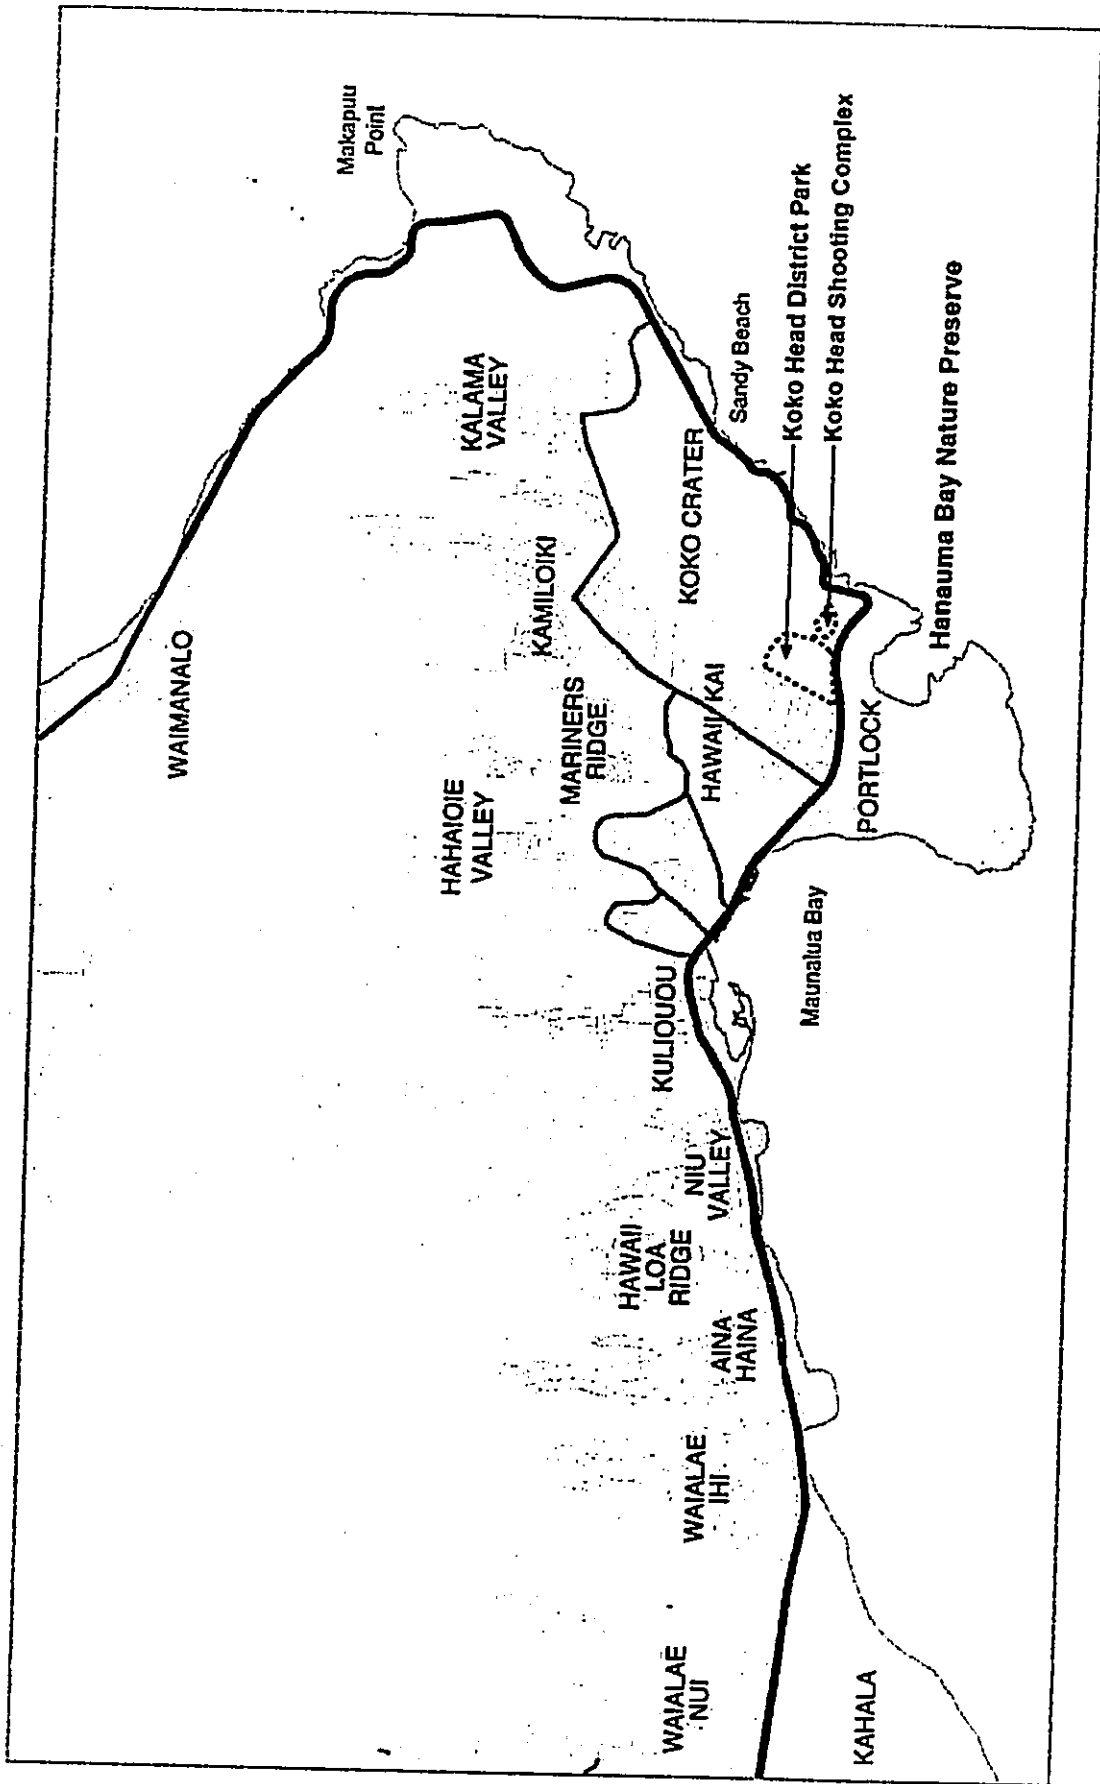 Makapuu
Point
WAIMANALO
KALAMA
VALLEY
KAMILOIKI
MARINERS
RIDGE
HAHAIOIE
VALLEY
KOKO CRATER
Sandy Beach
Koko Head District Park
Koko Head Shooting Complex
Hanauma Bay Nature Preserve
HAWAII KAI
PORTLOCK
Maunalua Bay
KULIOUOU
NIU
VALLEY
HAWAII
LOA
RIDGE
AINA
HAINA
WAIALAE
IHI
WAIALAE
NUI
KAHALA